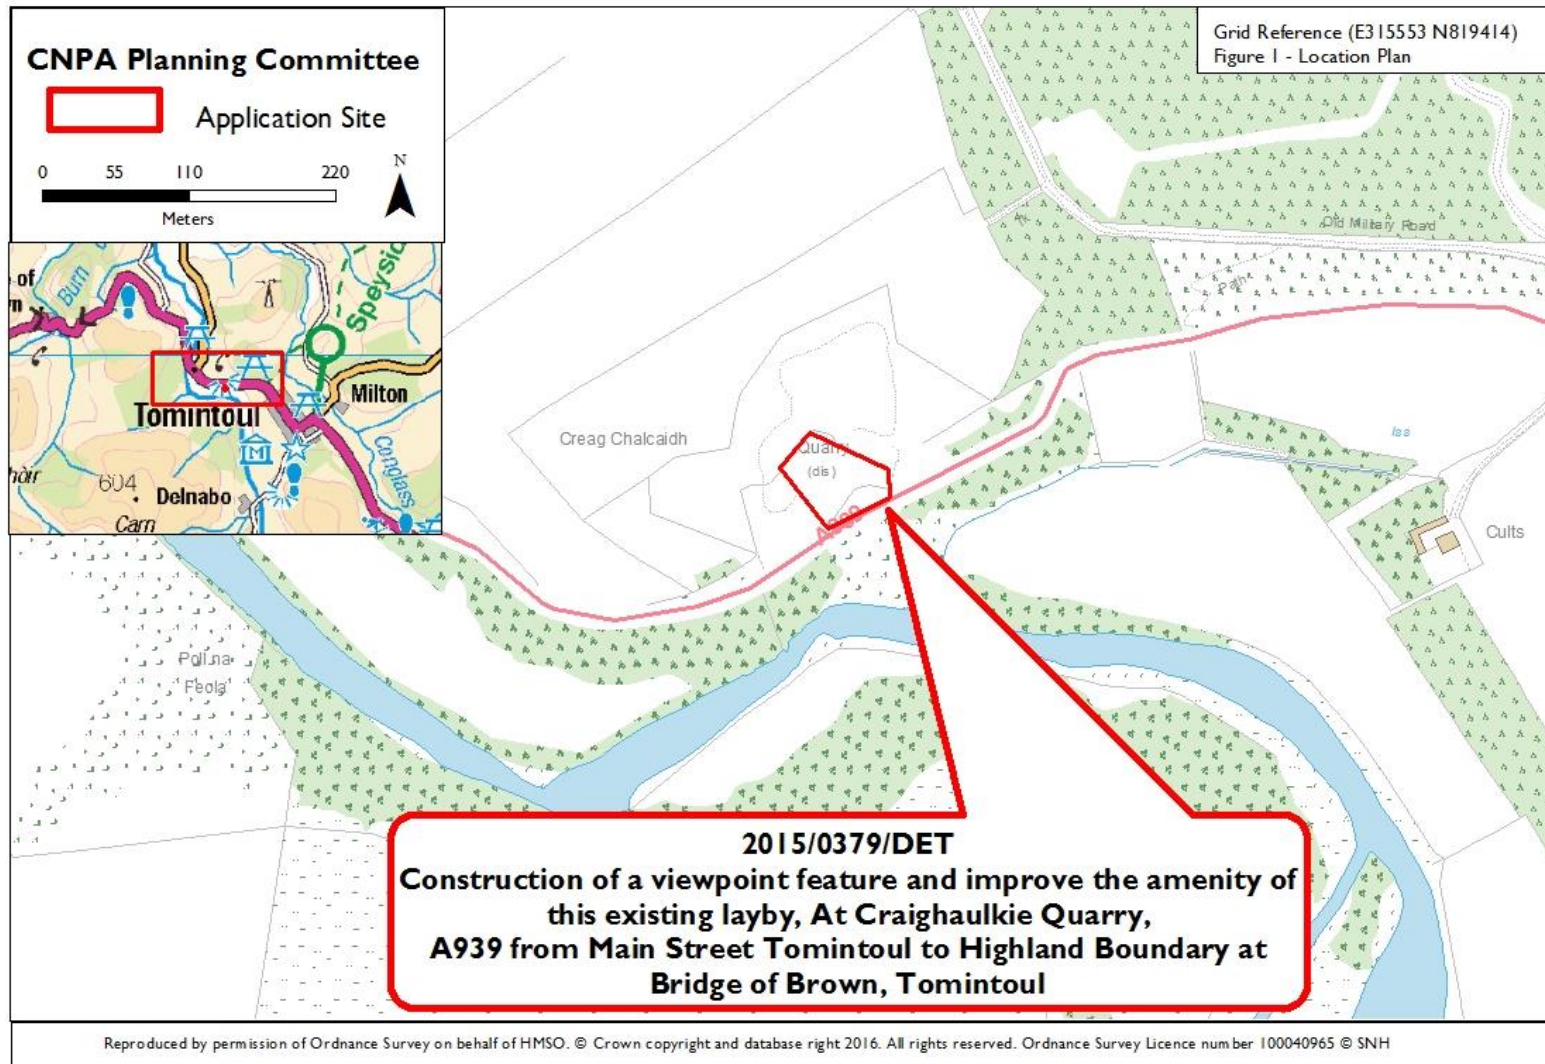 CNPA Planning Committee
Application Site
0 55 110 220
Meters
N
Grid Reference (E315553 N819414)
Figure 1 - Location Plan
Burn
Speysid
Tomintoul
Milton
604
Delnabo
Carn
Conglass
M
Old Military Road
Path
Creag Chalcaidh
Quarry
(dis)
Iss
Cults
Poll na
Feola
2015/0379/DET
Construction of a viewpoint feature and improve the amenity of
this existing layby, At Craighaulkie Quarry,
A939 from Main Street Tomintoul to Highland Boundary at
Bridge of Brown, Tomintoul
Reproduced by permission of Ordnance Survey on behalf of HMSO. © Crown copyright and database right 2016. All rights reserved. Ordnance Survey Licence number 100040965 © SNH